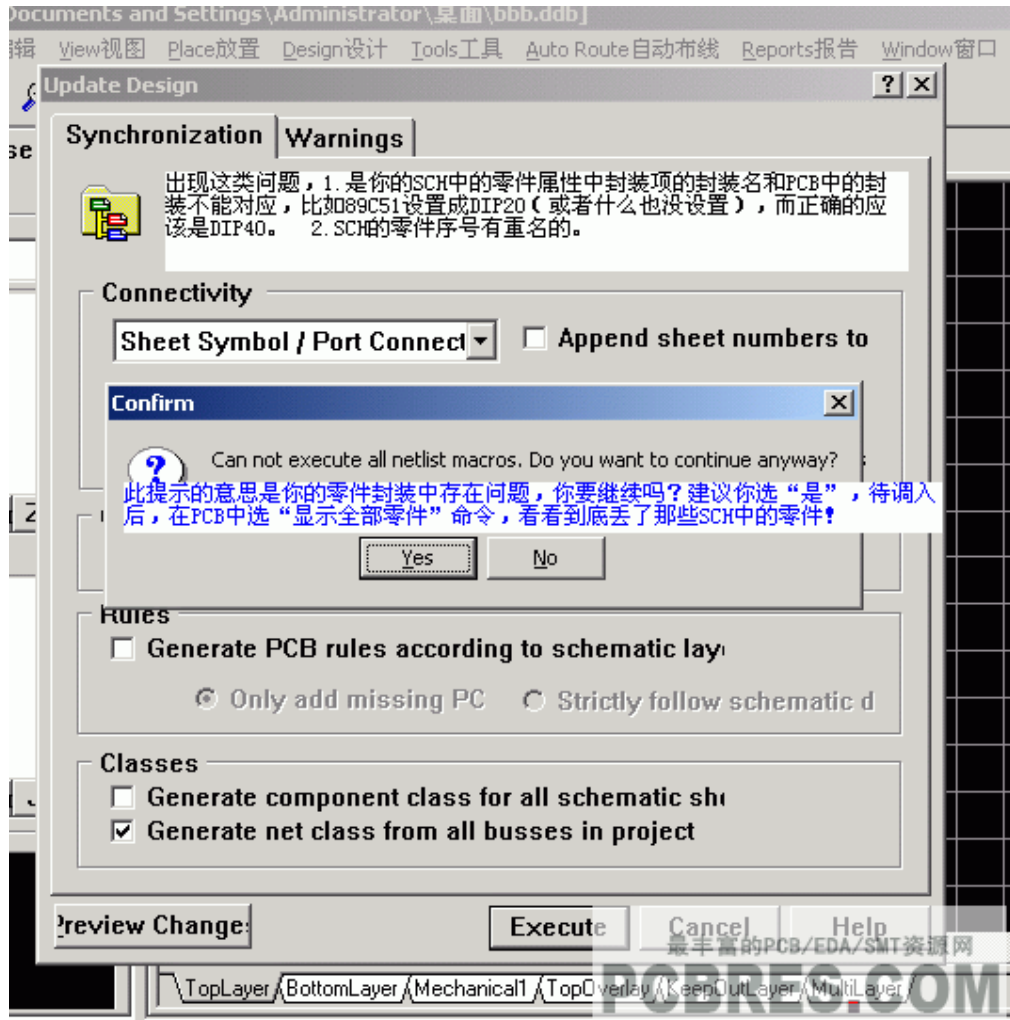 Documents and Settings\Administrator\桌面\bbb.ddb]
编辑 View视图 Place放置 Design设计 Tools工具 Auto Route自动布线 Reports报告 Window窗口
Update Design
Synchronization Warnings
se
出现这类问题，1.是你的SCH中的零件属性中封装项的封装名和PCB中的封
装不能对应，比如89C51设置成DIP20（或者什么也没设置），而正确的应
该是DIP40。 2.SCH的零件序号有重名的。
Connectivity
Sheet Symbol / Port Connect
Append sheet numbers to
Confirm
Can not execute all netlist macros. Do you want to continue anyway?
此提示的意思是你的零件封装中存在问题，你要继续吗？建议你选“是”，待调入
后，在PCB中选“显示全部零件”命令，看看到底丢了那些SCH中的零件！
Yes No
Rules
Generate PCB rules according to schematic lay
Only add missing PC Strictly follow schematic d
Classes
Generate component class for all schematic she
Generate net class from all busses in project
Preview Change Execute Cancel Help
最丰富的PCB/EDA/SMT资源网
PCBRES.COM
TopLayer BottomLayer Mechanical1 TopOverlay KeepOutLayer MultiLayer